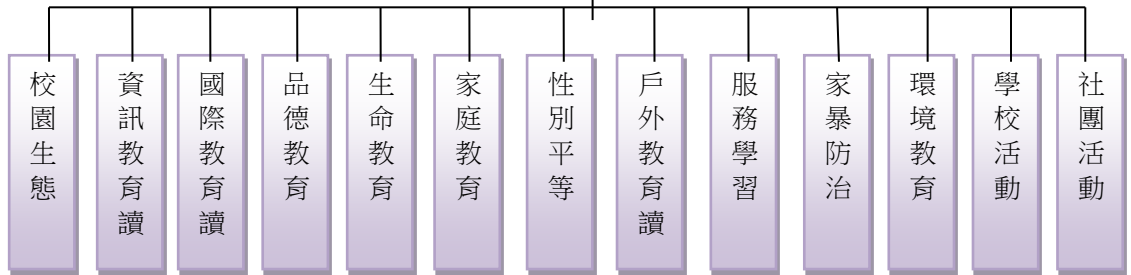 校園生態
資訊教育讀
國際教育讀
品德教育
生命教育
家庭教育
性別平等
戶外教育讀
服務學習
家暴防治
環境教育
學校活動
社團活動